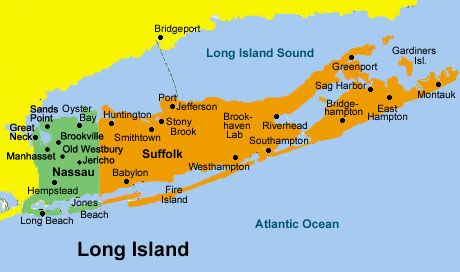 Bridgeport
Long Island Sound
Gardiners
Isl.
Greenport
Sag Harbor
Montauk
Port
Jefferson
Sands
Point
Oyster
Bay
Huntington
Stony
Brook
Brook-
haven
Lab
Riverhead
Bridge-
hampton
East
Hampton
Great
Neck
Brookville
Smithtown
Manhasset
Old Westbury
Jericho
Suffolk
Southampton
Westhampton
Nassau
Babylon
Hempstead
Fire
Island
Jones
Beach
Long Beach
Atlantic Ocean
Long Island